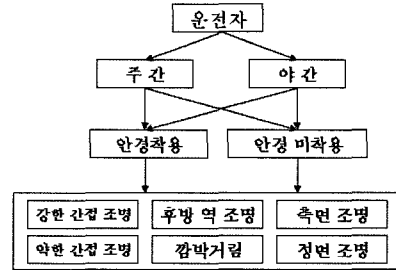 운전자
주 간 야 간
안경착용 안경 미착용
강한 간접 조명 후방 역 조명 측면 조명
약한 간접 조명 깜박거림 정면 조명